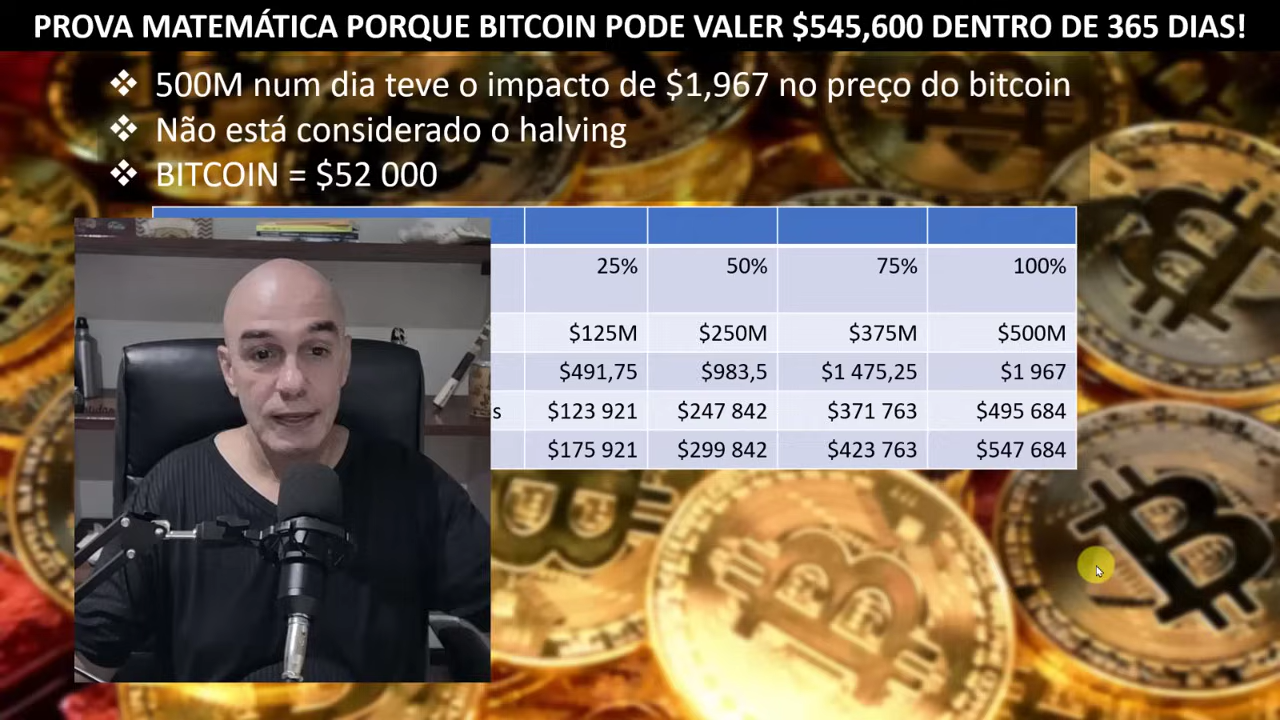 PROVA MATEMÁTICA PORQUE BITCOIN PODE VALER $545,600 DENTRO DE 365 DIAS!
❖ 500M num dia teve o impacto de $1,967 no preço do bitcoin
❖ Não está considerado o halving
❖ BITCOIN = $52 000
25% 50% 75% 100%
$125M $250M $375M $500M
$491,75 $983,5 $1 475,25 $1 967
s $123 921 $247 842 $371 763 $495 684
$175 921 $299 842 $423 763 $547 684